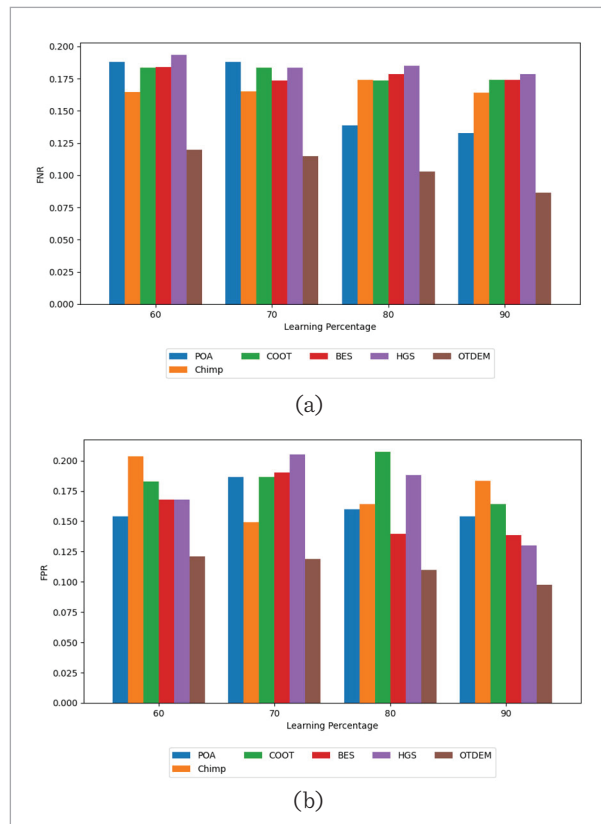 0.200
0.175
0.150
0.125
0.100
0.075
0.050
0.025
0.000
FNR
60 70 80 90
Learning Percentage
POA COOT BES HGS OTDEM
Chimp
(a)
0.200
0.175
0.150
0.125
0.100
0.075
0.050
0.025
0.000
FPR
60 70 80 90
Learning Percentage
POA COOT BES HGS OTDEM
Chimp
(b)